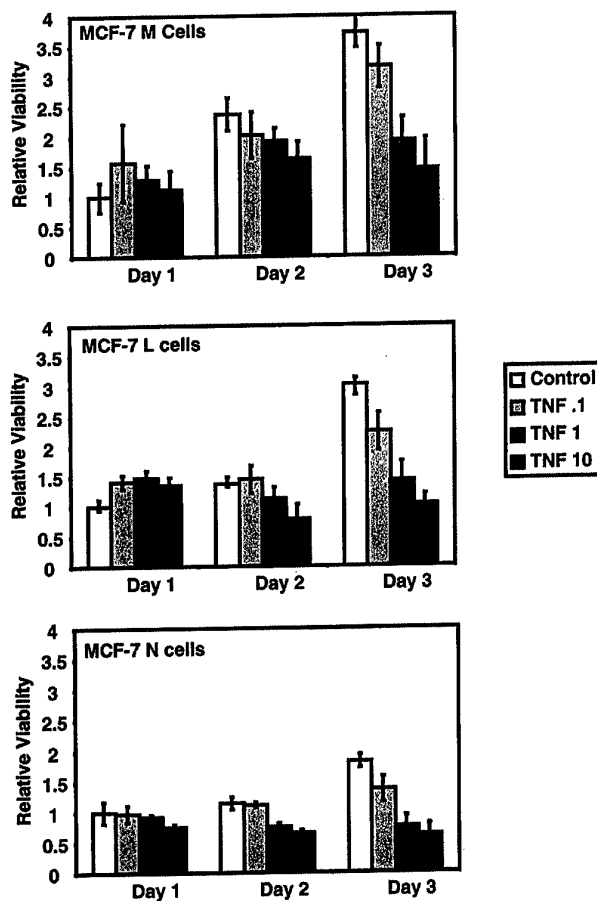 MCF-7 M Cells
Relative Viability
4
3.5
3
2.5
2
1.5
1
0.5
0
Day 1 Day 2 Day 3
MCF-7 L cells
Relative Viability
4
3.5
3
2.5
2
1.5
1
0.5
0
Day 1 Day 2 Day 3
Control
TNF .1
TNF 1
TNF 10
MCF-7 N cells
Relative Viability
4
3.5
3
2.5
2
1.5
1
0.5
0
Day 1 Day 2 Day 3